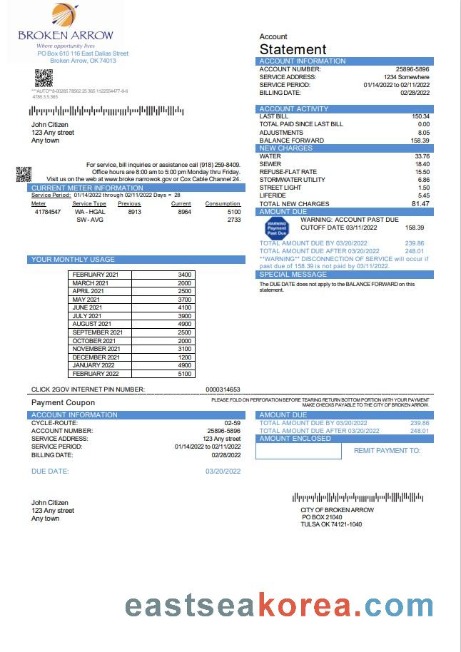 BROKEN ARROW
Where opportunity lives
PO Box 610 116 East Dallas Street
Broken Arrow, OK 74013
John Citizen
123 Any street
Any town
For service, bill inquiries or assistance call (918) 259-8409.
Office hours are 8:00 am to 5:00 pm Monday thru Friday.
Visit us on the web at www.broke narrowok.gov or Cox Cable Channel 24.
CURRENT METER INFORMATION
Service Period: 01/14/2022 through 02/11/2022 Days = 28
Meter Service Type Previous Current Consumption
41784647 WA - HGAL 8913 8964 5100
SW - AVG 2733
YOUR MONTHLY USAGE
FEBRUARY 2021 3400
MARCH 2021 2000
APRIL 2021 2500
MAY 2021 3700
JUNE 2021 4100
JULY 2021 3900
AUGUST 2021 4900
SEPTEMBER 2021 2500
OCTOBER 2021 2000
NOVEMBER 2021 3100
DECEMBER 2021 1200
JANUARY 2022 4900
FEBRUARY 2022 5100
CLICK 2GOV INTERNET PIN NUMBER: 0000314653
Account
Statement
ACCOUNT INFORMATION
ACCOUNT NUMBER: 25896-5896
SERVICE ADDRESS: 1234 Somewhere
SERVICE PERIOD: 01/14/2022 to 02/11/2022
BILLING DATE: 02/28/2022
ACCOUNT ACTIVITY
LAST BILL 150.34
TOTAL PAID SINCE LAST BILL 0.00
ADJUSTMENTS 8.05
BALANCE FORWARD 158.39
NEW CHARGES
WATER 33.76
SEWER 18.40
REFUSE-FLAT RATE 15.50
STORMWATER UTILITY 6.86
STREET LIGHT 1.50
LIFERIDE 5.45
TOTAL NEW CHARGES 81.47
AMOUNT DUE
WARNING: ACCOUNT PAST DUE
CUTOFF DATE 03/11/2022 158.39
TOTAL AMOUNT DUE BY 03/20/2022 239.86
TOTAL AMOUNT DUE AFTER 03/20/2022 248.01
**WARNING** DISCONNECTION OF SERVICE will occur if
past due of 158.39 is not paid by 03/11/2022.
SPECIAL MESSAGE
The DUE DATE does not apply to the BALANCE FORWARD on this
statement.
Payment Coupon
PLEASE FOLD ON PERFORATION BEFORE TEARING RETURN BOTTOM PORTION WITH YOUR PAYMENT
MAKE CHECKS PAYABLE TO THE CITY OF BROKEN ARROW.
ACCOUNT INFORMATION
CYCLE-ROUTE: 02-59
ACCOUNT NUMBER: 25896-5896
SERVICE ADDRESS: 123 Any street
SERVICE PERIOD: 01/14/2022 to 02/11/2022
BILLING DATE: 02/28/2022
DUE DATE: 03/20/2022
AMOUNT DUE
TOTAL AMOUNT DUE BY 03/20/2022 239.86
TOTAL AMOUNT DUE AFTER 03/20/2022 248.01
AMOUNT ENCLOSED
REMIT PAYMENT TO:
John Citizen
123 Any street
Any town
CITY OF BROKEN ARROW
PO BOX 21040
TULSA OK 74121-1040
eastseakorea.com